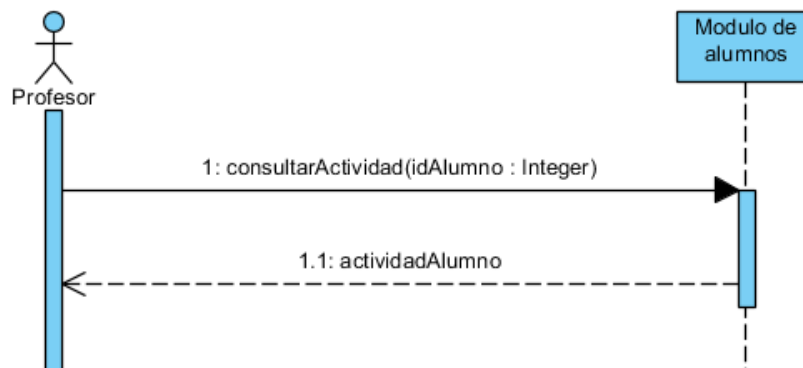 Profesor
Modulo de
alumnos
1: consultarActividad(idAlumno : Integer)
1.1: actividadAlumno